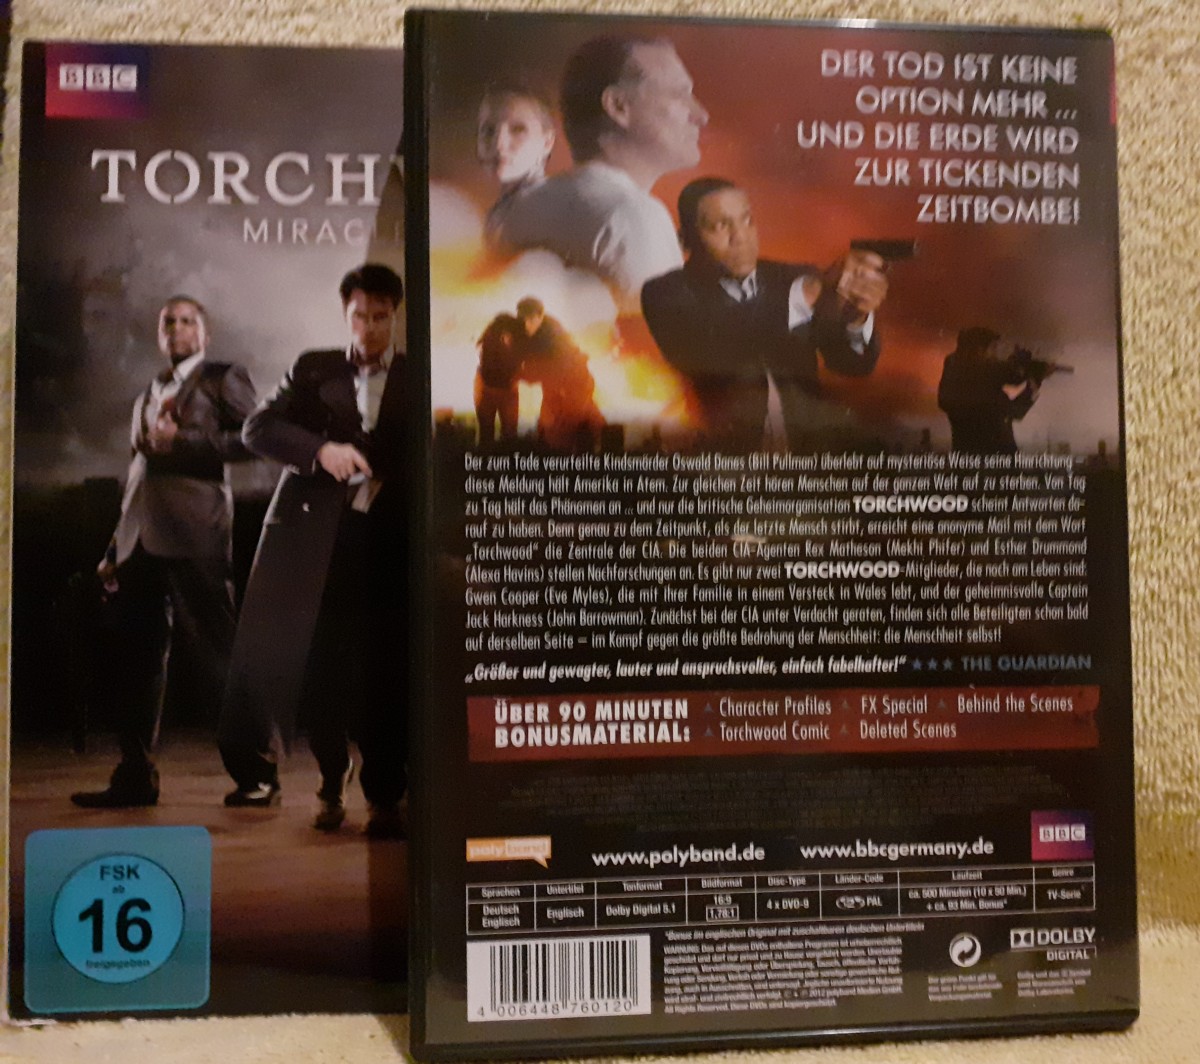 BBC
TORCHW
MIRACL
FSK
ab
16
freigegeben
DER TOD IST KEINE
OPTION MEHR ...
UND DIE ERDE WIRD
ZUR TICKENDEN
ZEITBOMBE!
Der zum Tode verurteilte Kindsmörder Oswald Danes (Bill Pullman) überlebt auf mysteriöse Weise seine Hinrichtung –
diese Meldung hält Amerika in Atem. Zur gleichen Zeit hören Menschen auf der ganzen Welt auf zu sterben. Von Tag
zu Tag hält das Phänomen an ... und nur die britische Geheimorganisation TORCHWOOD scheint Antworten da-
rauf zu haben. Denn genau zu dem Zeitpunkt, als der letzte Mensch stirbt, erreicht eine anonyme Mail mit dem Wort
„Torchwood“ die Zentrale der CIA. Die beiden CIA-Agenten Rex Matheson (Mekhi Phifer) und Esther Drummond
(Alexa Havins) stellen Nachforschungen an. Es gibt nur zwei TORCHWOOD-Mitglieder, die noch am Leben sind:
Gwen Cooper (Eve Myles), die mit ihrer Familie in einem Versteck in Wales lebt, und der geheimnisvolle Captain
Jack Harkness (John Barrowman). Zunächst bei der CIA unter Verdacht geraten, finden sich alle Beteiligten schon bald
auf derselben Seite – im Kampf gegen die größte Bedrohung der Menschheit: die Menschheit selbst!
„Größer und gewagter, lauter und anspruchsvoller, einfach fabelhafter!“ ★★★ THE GUARDIAN
ÜBER 90 MINUTEN
BONUSMATERIAL:
Character Profiles FX Special Behind the Scenes
Torchwood Comic Deleted Scenes
polyband
www.polyband.de www.bbcgermany.de
BBC
Sprachen Untertitel Tonformat Bildformat Disc-Type Länder-Code Laufzeit Genre
Deutsch
Englisch
Englisch
Dolby Digital 5.1
16:9
1,78:1
4 x DVD-9
PAL
ca. 500 Minuten (10 x 50 Min.)
+ ca. 93 Min. Bonus*
TV-Serie
*Bonus im englischen Original mit zuschaltbaren deutschen Untertiteln
4 006448 760120
DOLBY
DIGITAL